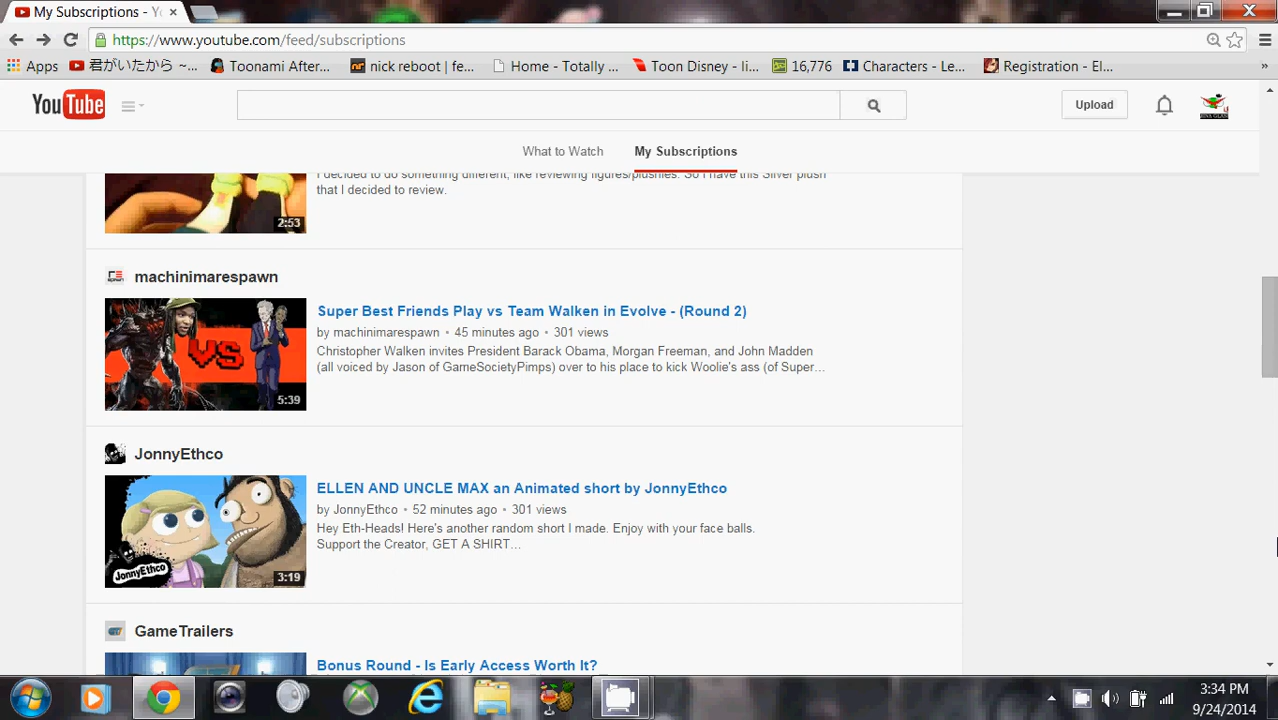 My Subscriptions - Y
https://www.youtube.com/feed/subscriptions
Apps 君がいたから ~... Toonami After... nick reboot | fe... Home - Totally ... Toon Disney - li... 16,776 Characters - Le... Registration - El... »
YouTube Upload
What to Watch My Subscriptions
I decided to do something different, like reviewing figures/plushies. So I have this Silver plush
that I decided to review.
2:53
machinimarespawn
Super Best Friends Play vs Team Walken in Evolve - (Round 2)
by machinimarespawn • 45 minutes ago • 301 views
Christopher Walken invites President Barack Obama, Morgan Freeman, and John Madden
(all voiced by Jason of GameSocietyPimps) over to his place to kick Woolie's ass (of Super...
VS
5:39
JonnyEthco
ELLEN AND UNCLE MAX an Animated short by JonnyEthco
by JonnyEthco • 52 minutes ago • 301 views
Hey Eth-Heads! Here's another random short I made. Enjoy with your face balls.
Support the Creator, GET A SHIRT...
JonnyEthco
3:19
GameTrailers
Bonus Round - Is Early Access Worth It?
3:34 PM
9/24/2014